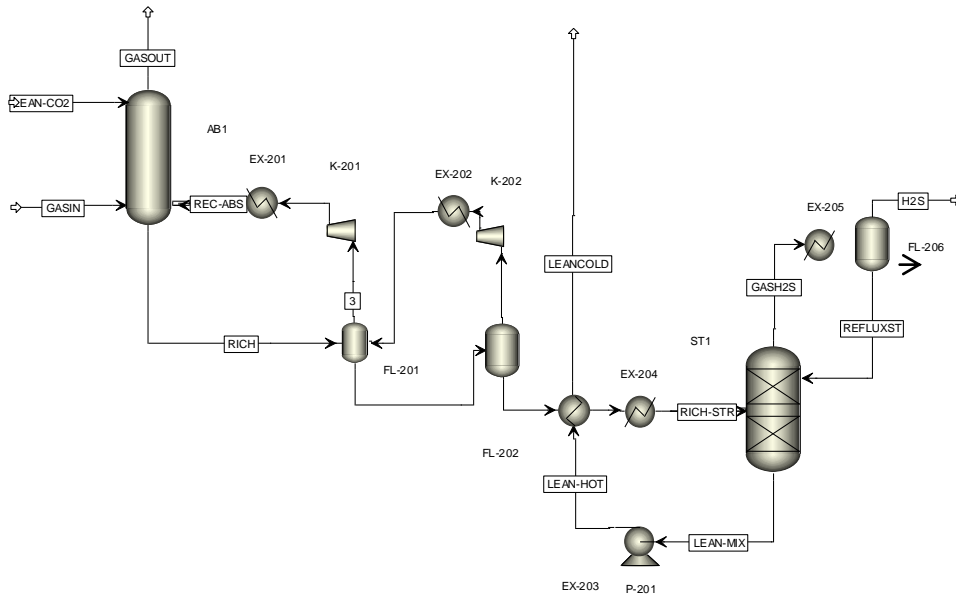 GASOUT
LEAN-CO2
AB1
EX-201
K-201
EX-202
K-202
GASIN
REC-ABS
EX-205
H2S
FL-206
LEANCOLD
GASH2S
3
REFLUXST
RICH
FL-201
ST1
EX-204
RICH-STR
FL-202
LEAN-HOT
LEAN-MIX
EX-203
P-201